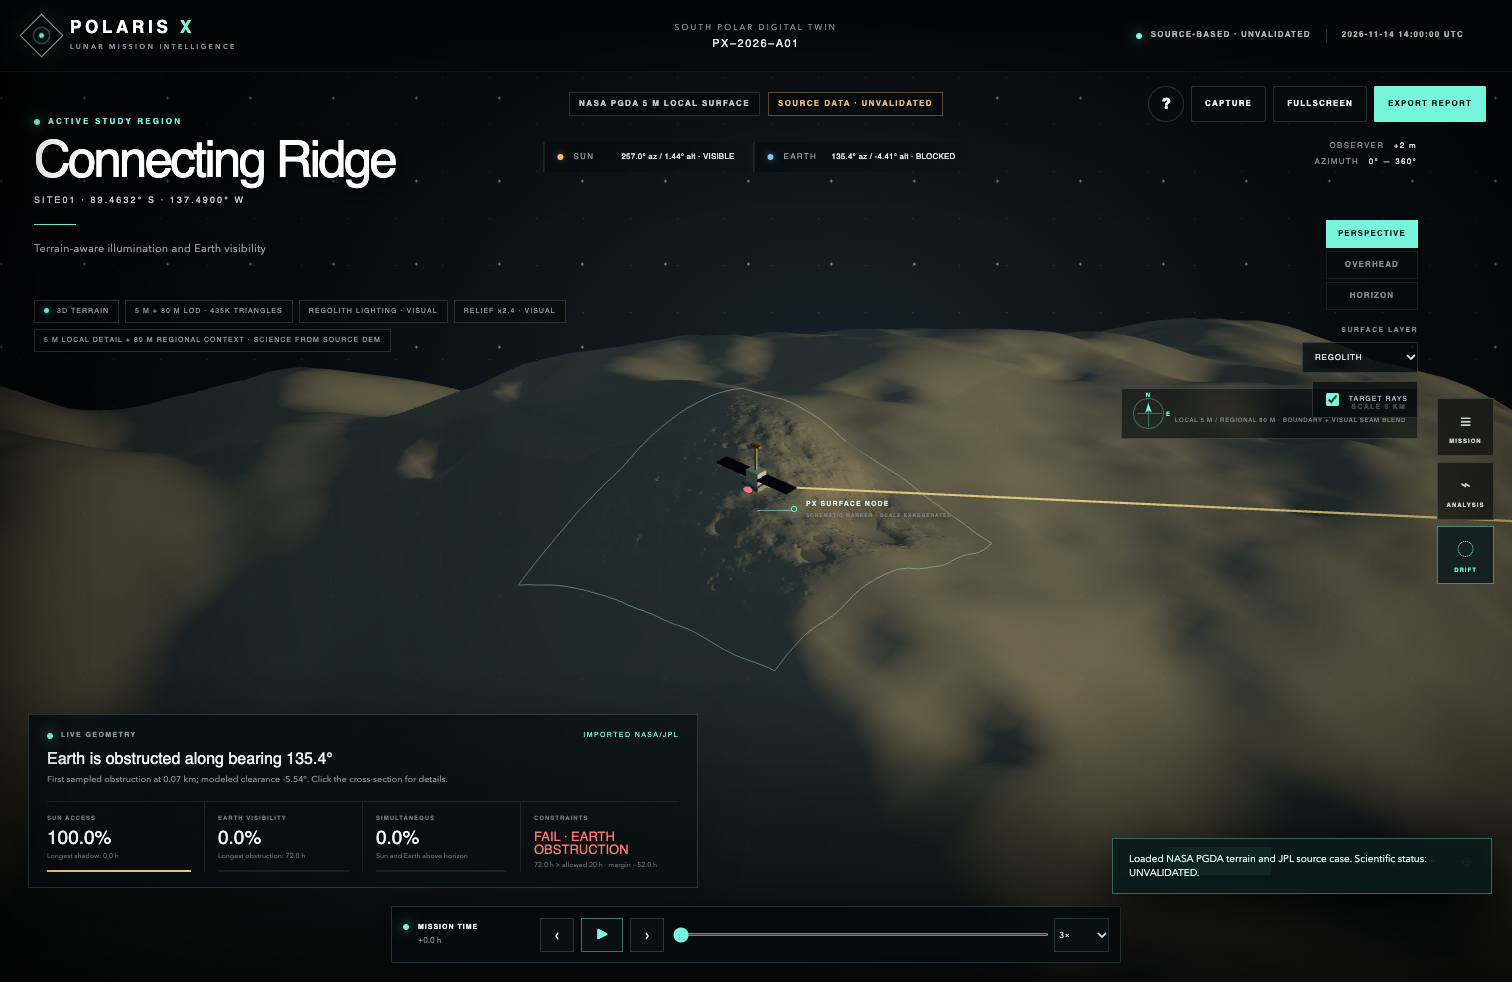 POLARIS X
LUNAR MISSION INTELLIGENCE
SOUTH POLAR DIGITAL TWIN
PX–2026–A01
SOURCE-BASED · UNVALIDATED
2026-11-14 14:00:00 UTC
NASA PGDA 5 M LOCAL SURFACE
SOURCE DATA · UNVALIDATED
?
CAPTURE
FULLSCREEN
EXPORT REPORT
ACTIVE STUDY REGION
Connecting Ridge
SITE01 · 89.4632° S · 137.4900° W
Terrain-aware illumination and Earth visibility
SUN 257.0° az / 1.44° alt · VISIBLE
EARTH 135.4° az / -4.41° alt · BLOCKED
OBSERVER +2 m
AZIMUTH 0° — 360°
PERSPECTIVE
OVERHEAD
HORIZON
3D TERRAIN
5 M + 80 M LOD · 435K TRIANGLES
REGOLITH LIGHTING · VISUAL
RELIEF ×2.4 · VISUAL
5 M LOCAL DETAIL + 80 M REGIONAL CONTEXT · SCIENCE FROM SOURCE DEM
SURFACE LAYER
REGOLITH
TARGET RAYS
SCALE 5 KM
N
E
LOCAL 5 M / REGIONAL 80 M · BOUNDARY + VISUAL SEAM BLEND
MISSION
ANALYSIS
DRIFT
PX SURFACE NODE
SCHEMATIC MARKER · SCALE EXAGGERATED
LIVE GEOMETRY
IMPORTED NASA/JPL
Earth is obstructed along bearing 135.4°
First sampled obstruction at 0.07 km; modeled clearance -5.54°. Click the cross-section for details.
SUN ACCESS
100.0%
Longest shadow: 0.0 h
EARTH VISIBILITY
0.0%
Longest obstruction: 72.0 h
SIMULTANEOUS
0.0%
Sun and Earth above horizon
CONSTRAINTS
FAIL · EARTH
OBSTRUCTION
72.0 h > allowed 20 h · margin −52.0 h
Loaded NASA PGDA terrain and JPL source case. Scientific status:
UNVALIDATED.
MISSION TIME
+0.0 h
3×